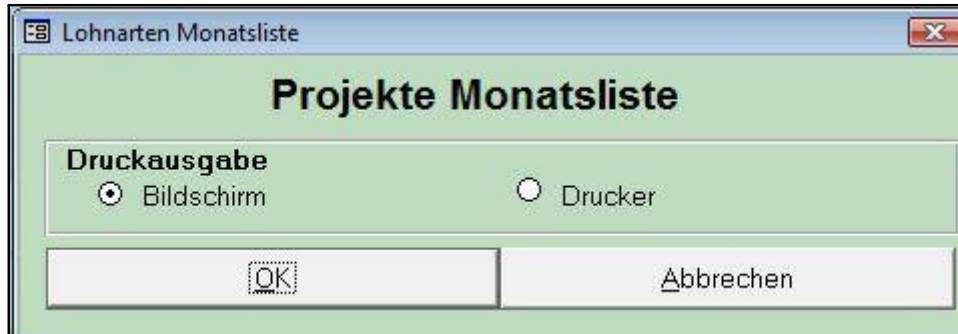 Lohnarten Monatsliste
Projekte Monatsliste
Druckausgabe
Bildschirm Drucker
OK Abbrechen